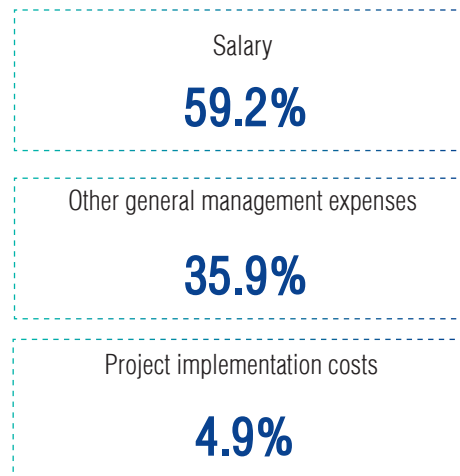 Salary
59.2%
Other general management expenses
35.9%
Project implementation costs
4.9%